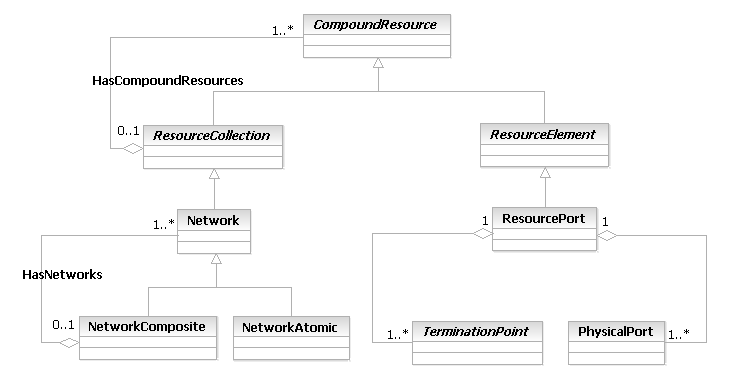 CompoundResource
1..*
HasCompoundResources
0..1
ResourceCollection
ResourceElement
1..*
Network
1
ResourcePort
1
HasNetworks
0..1
NetworkComposite
NetworkAtomic
1..*
TerminationPoint
PhysicalPort
1..*